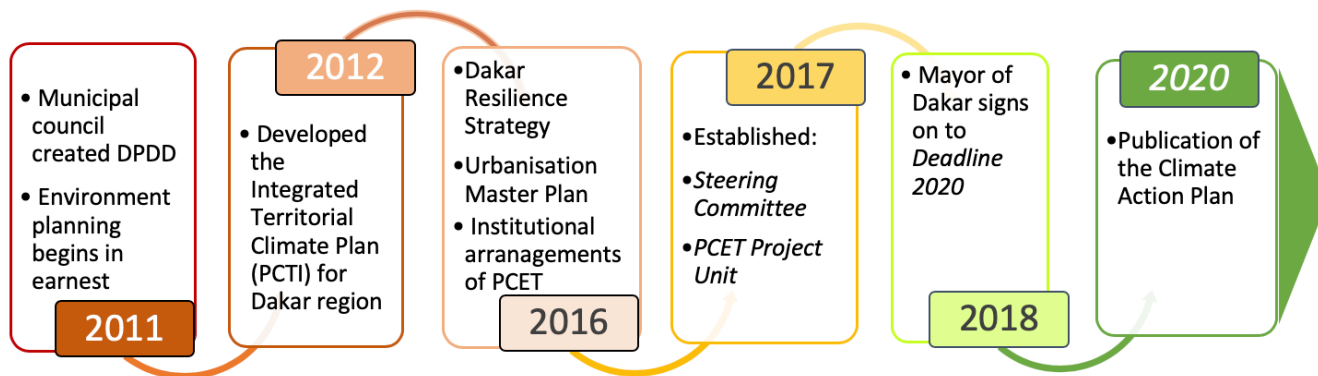 • Municipal
council
created DPDD
• Environment
planning
begins in
earnest
2011
2012
• Developed
the
Integrated
Territorial
Climate Plan
(PCTI) for
Dakar region
•Dakar
Resilience
Strategy
•Urbanisation
Master Plan
• Institutional
arranagements
of PCET
2016
2017
•Established:
•Steering
Committee
•PCET Project
Unit
• Mayor of
Dakar signs
on to
Deadline
2020
2018
2020
•Publication of
the Climate
Action Plan